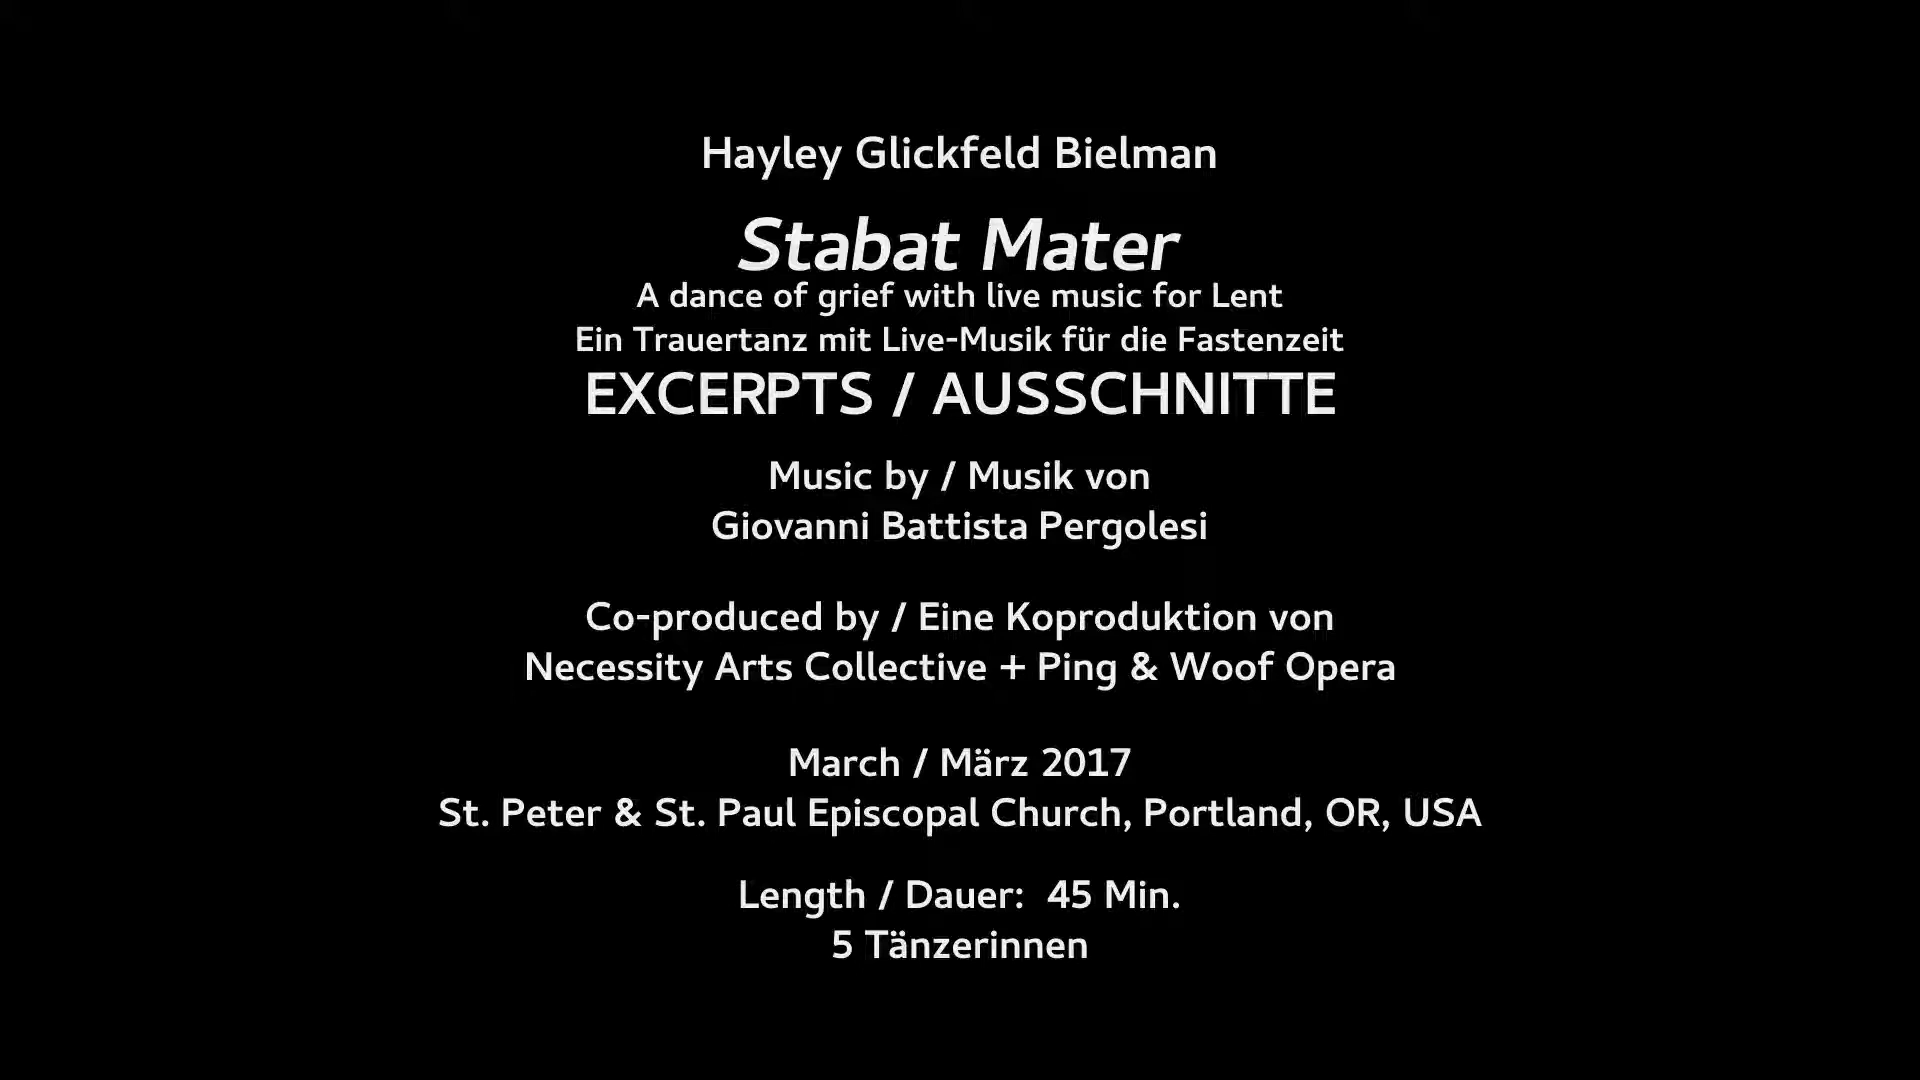 Hayley Glickfeld Bielman
Stabat Mater
A dance of grief with live music for Lent
Ein Trauertanz mit Live-Musik für die Fastenzeit
EXCERPTS / AUSSCHNITTE
Music by / Musik von
Giovanni Battista Pergolesi
Co-produced by / Eine Koproduktion von
Necessity Arts Collective + Ping & Woof Opera
March / März 2017
St. Peter & St. Paul Episcopal Church, Portland, OR, USA
Length / Dauer:  45 Min.
5 Tänzerinnen